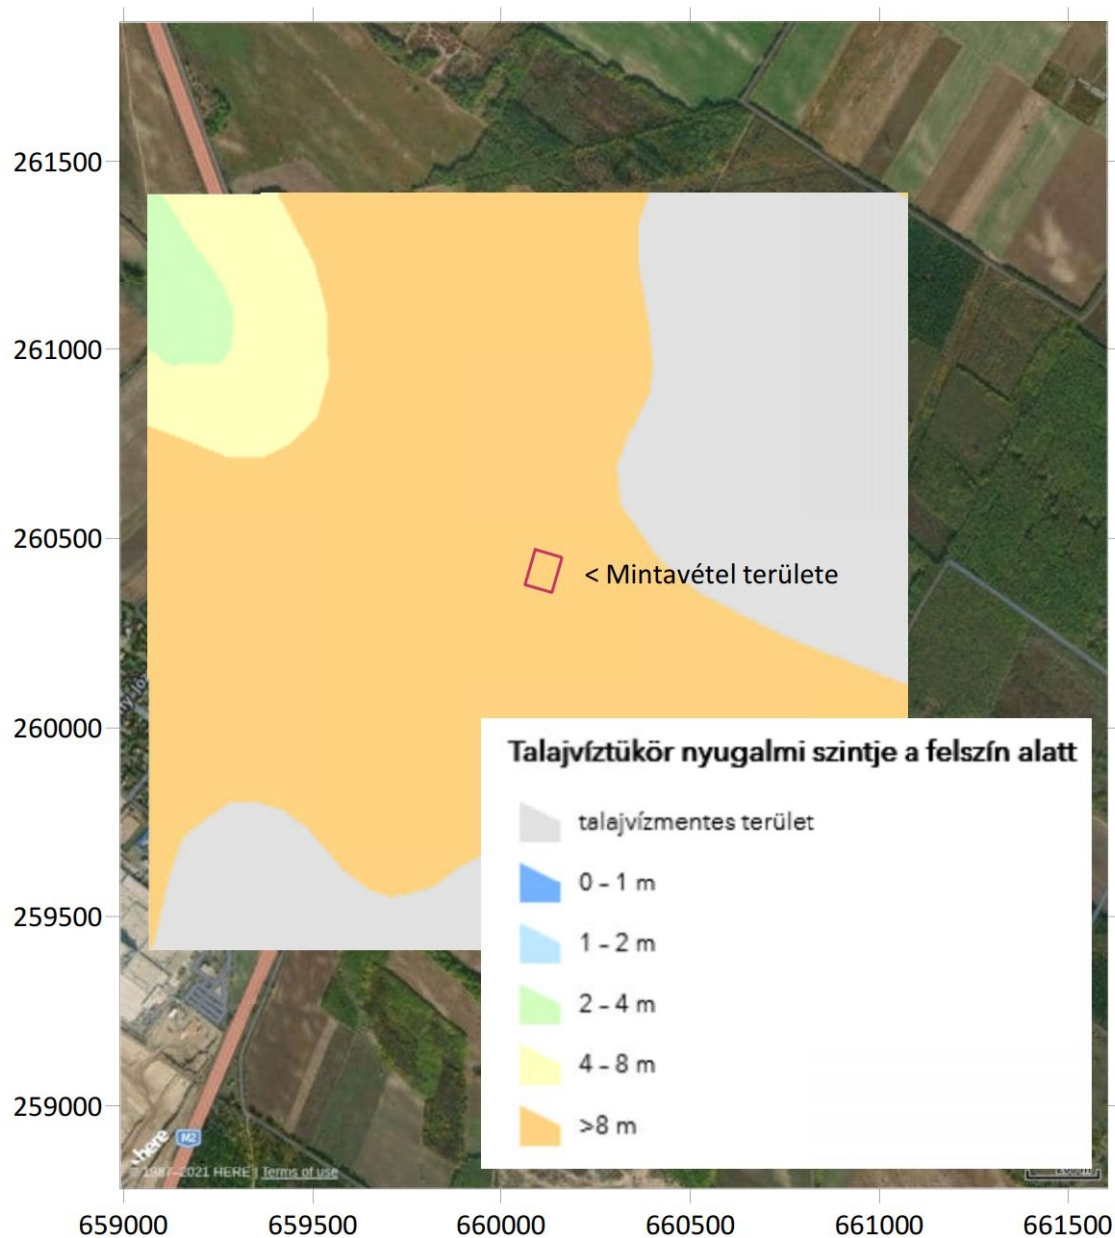 261500
261000
260500
260000
259500
259000
< Mintavétel területe
Talajvíztükör nyugalmi szintje a felszín alatt
talajvízmentes terület
0 - 1 m
1 - 2 m
2 - 4 m
4 - 8 m
>8 m
here
M2
© 1987-2021 HERE | Terms of use
659000 659500 660000 660500 661000 661500